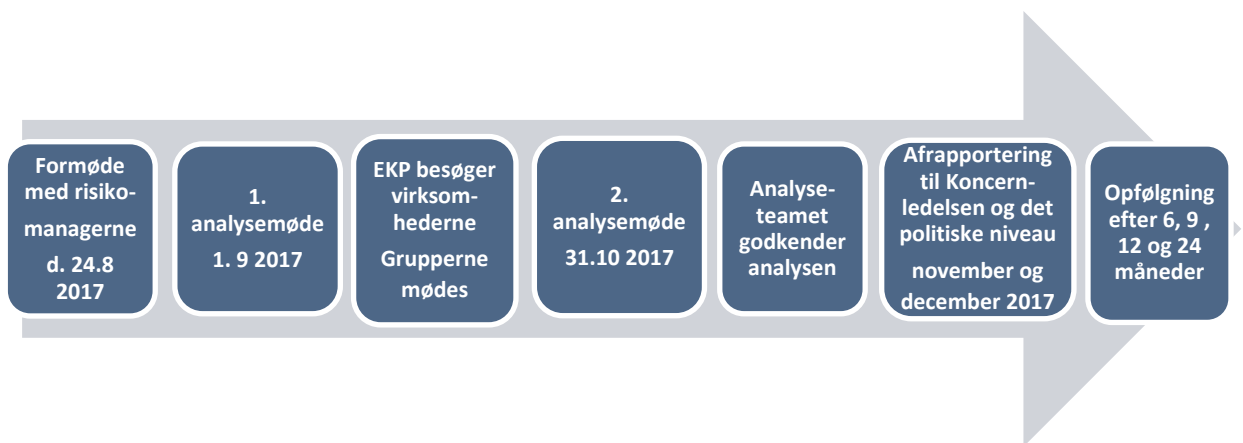 Formøde
med risiko-
managerne
d. 24.8
2017
1.
analysemøde
1. 9 2017
EKP besøger
virksom-
hederne
Grupperne
mødes
2.
analysemøde
31.10 2017
Analyse-
teamet
godkender
analysen
Afrapportering
til Koncern-
ledelsen og det
politiske niveau
november og
december 2017
Opfølgning
efter 6, 9 ,
12 og 24
måneder